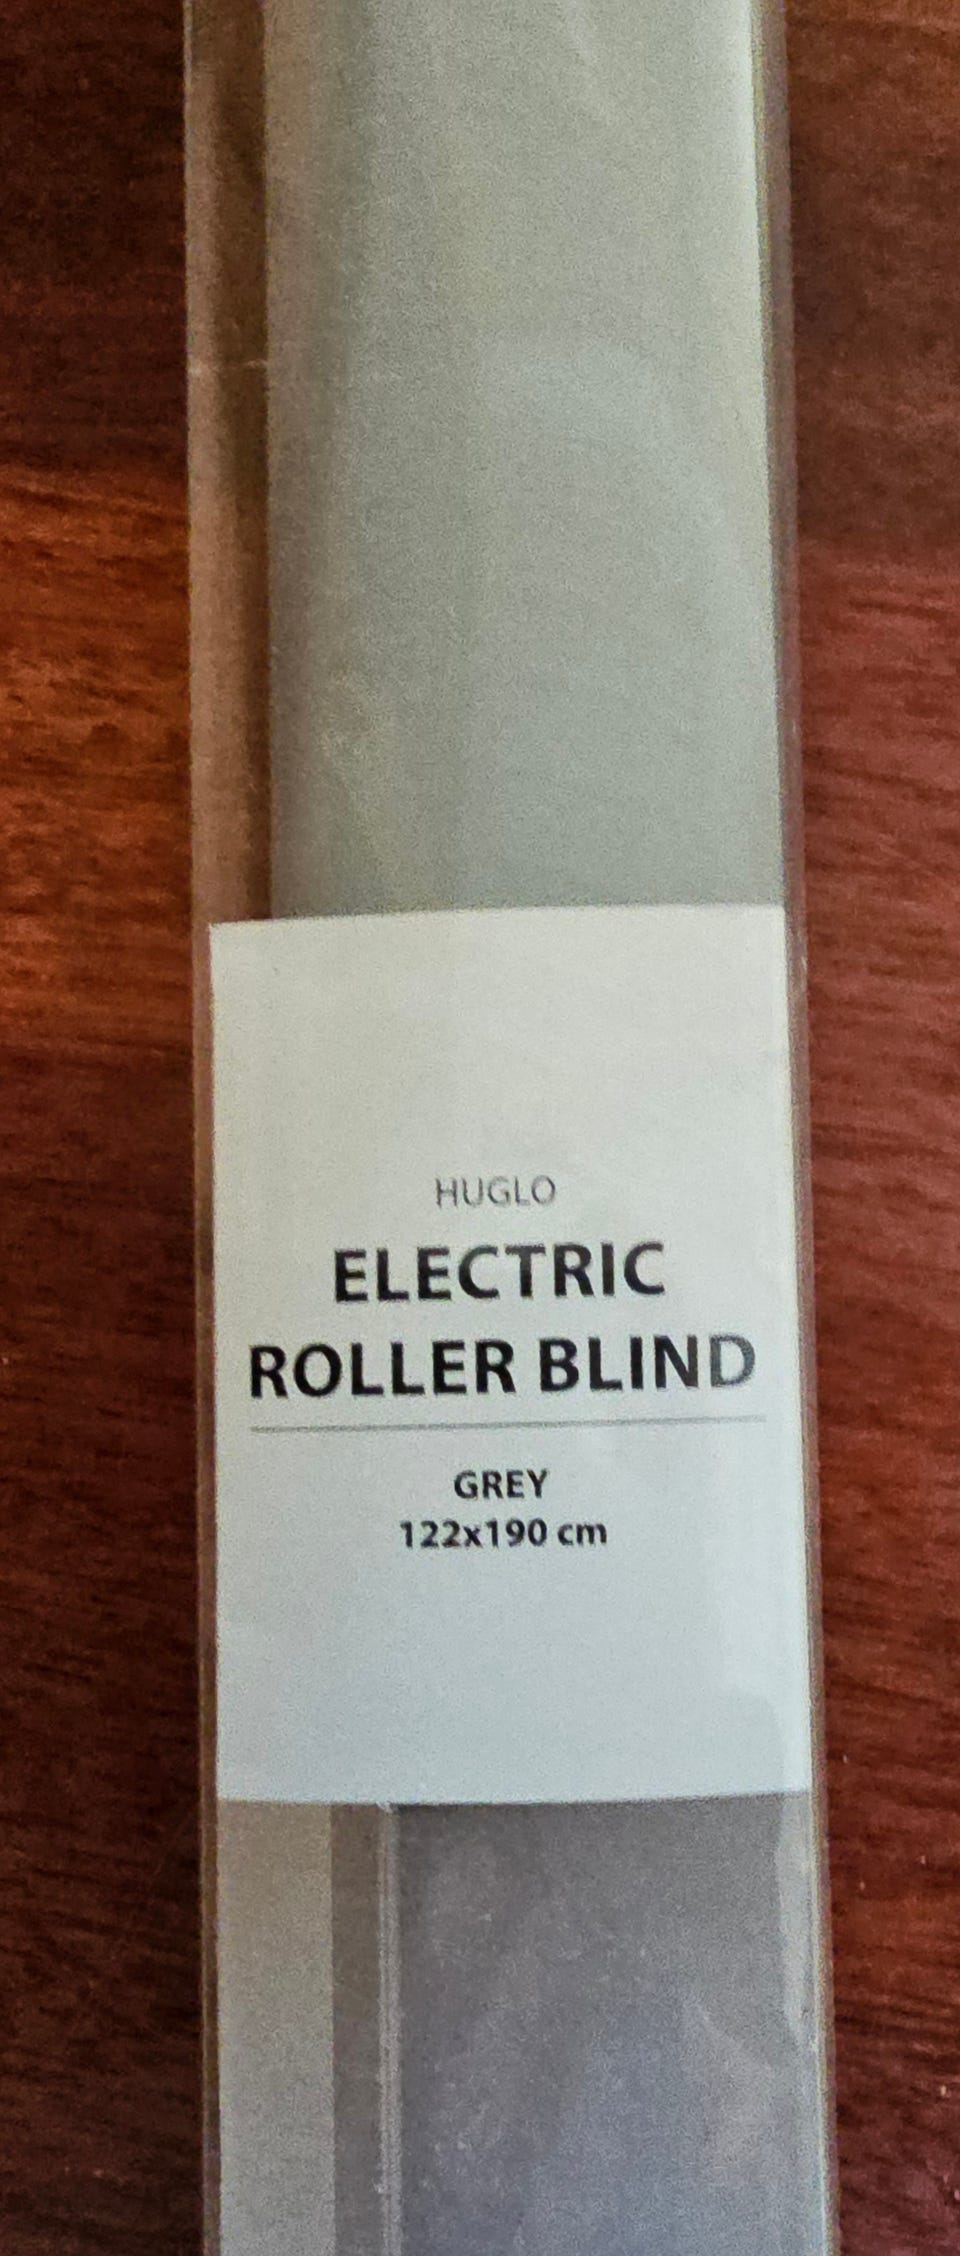 HUGLO
ELECTRIC
ROLLER BLIND
GREY
122x190 cm